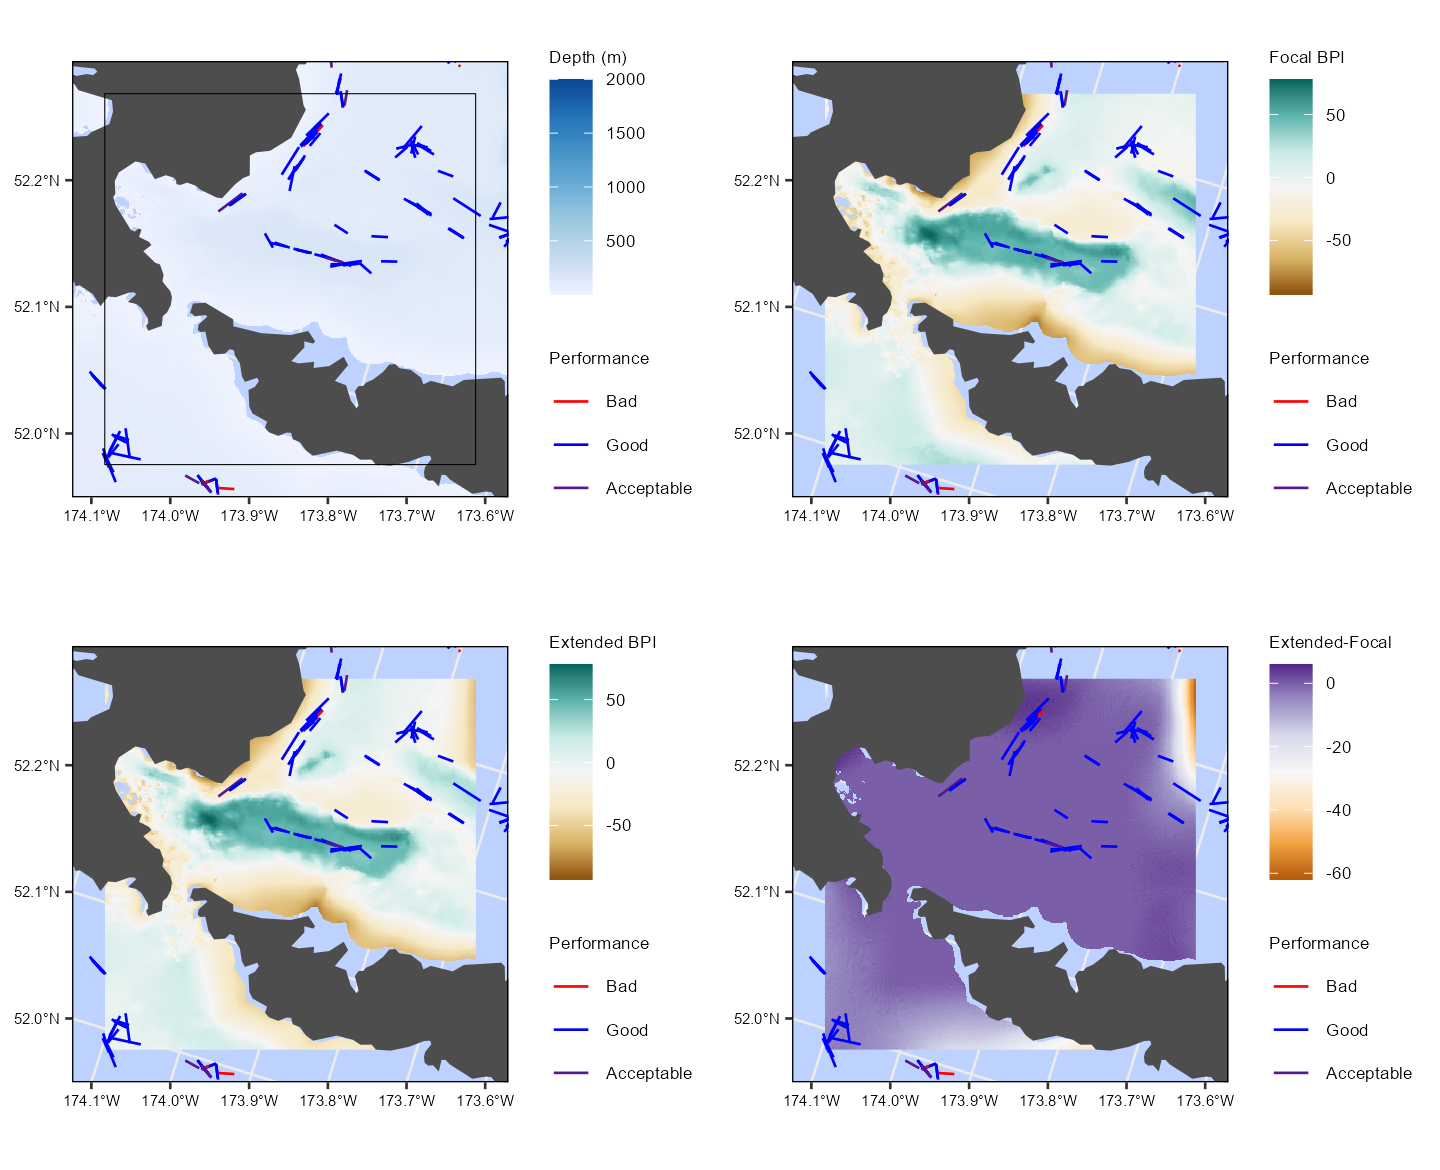 Depth (m)
2000
1500
1000
500
Performance
Bad
Good
Acceptable
52.2°N
52.1°N
52.0°N
174.1°W 174.0°W 173.9°W 173.8°W 173.7°W 173.6°W
Focal BPI
50
0
-50
Performance
Bad
Good
Acceptable
52.2°N
52.1°N
52.0°N
174.1°W 174.0°W 173.9°W 173.8°W 173.7°W 173.6°W
Extended BPI
50
0
-50
Performance
Bad
Good
Acceptable
52.2°N
52.1°N
52.0°N
174.1°W 174.0°W 173.9°W 173.8°W 173.7°W 173.6°W
Extended-Focal
0
-20
-40
-60
Performance
Bad
Good
Acceptable
52.2°N
52.1°N
52.0°N
174.1°W 174.0°W 173.9°W 173.8°W 173.7°W 173.6°W